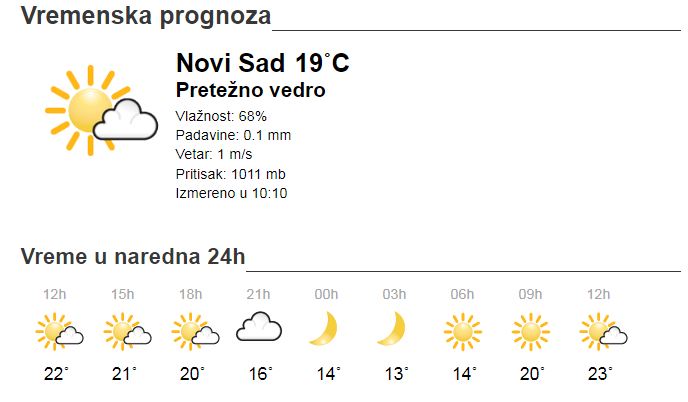 Vremenska prognoza
Novi Sad 19°C
Pretežno vedro
Vlažnost: 68%
Padavine: 0.1 mm
Vetar: 1 m/s
Pritisak: 1011 mb
Izmereno u 10:10
Vreme u naredna 24h
12h 15h 18h 21h 00h 03h 06h 09h 12h
22° 21° 20° 16° 14° 13° 14° 20° 23°